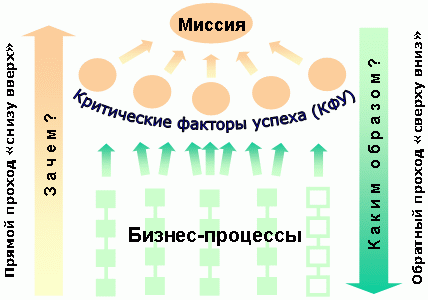 Миссия
Критические факторы успеха (КФУ)
Бизнес-процессы
Прямой проход «снизу вверх»
Зачем?
Каким образом?
Обратный проход «сверху вниз»